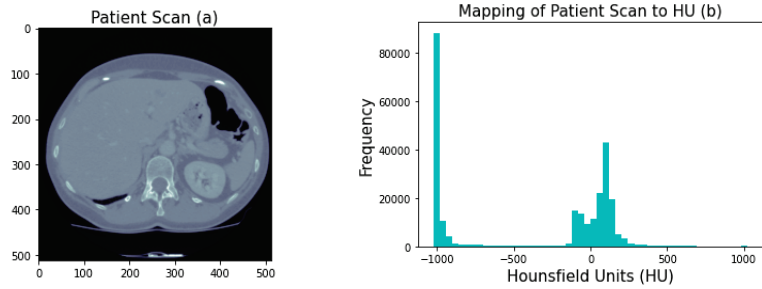 Patient Scan (a)
0
100
200
300
400
500
0 100 200 300 400 500
Mapping of Patient Scan to HU (b)
Frequency
80000
60000
40000
20000
0
−1000 −500 0 500 1000
Hounsfield Units (HU)